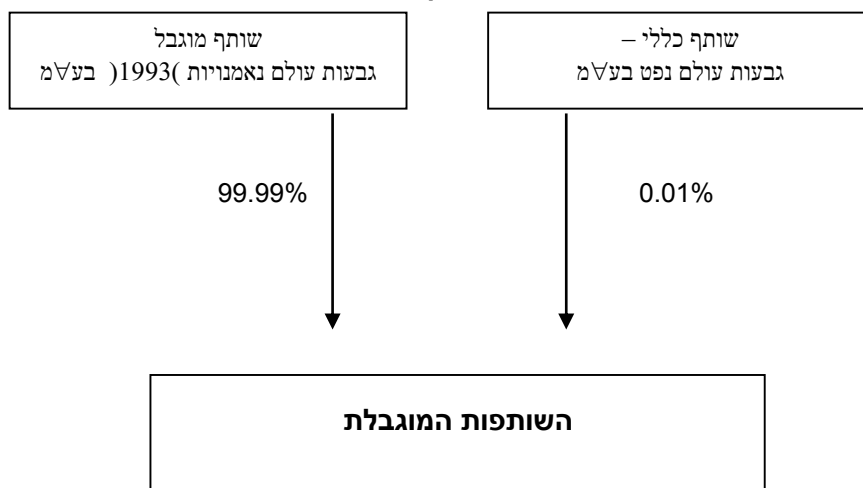 שותף כללי –
גבעות עולם נפט בע∀מ
שותף מוגבל
גבעות עולם נאמנויות )1993( בע∀מ
0.01%
99.99%
השותפות המוגבלת